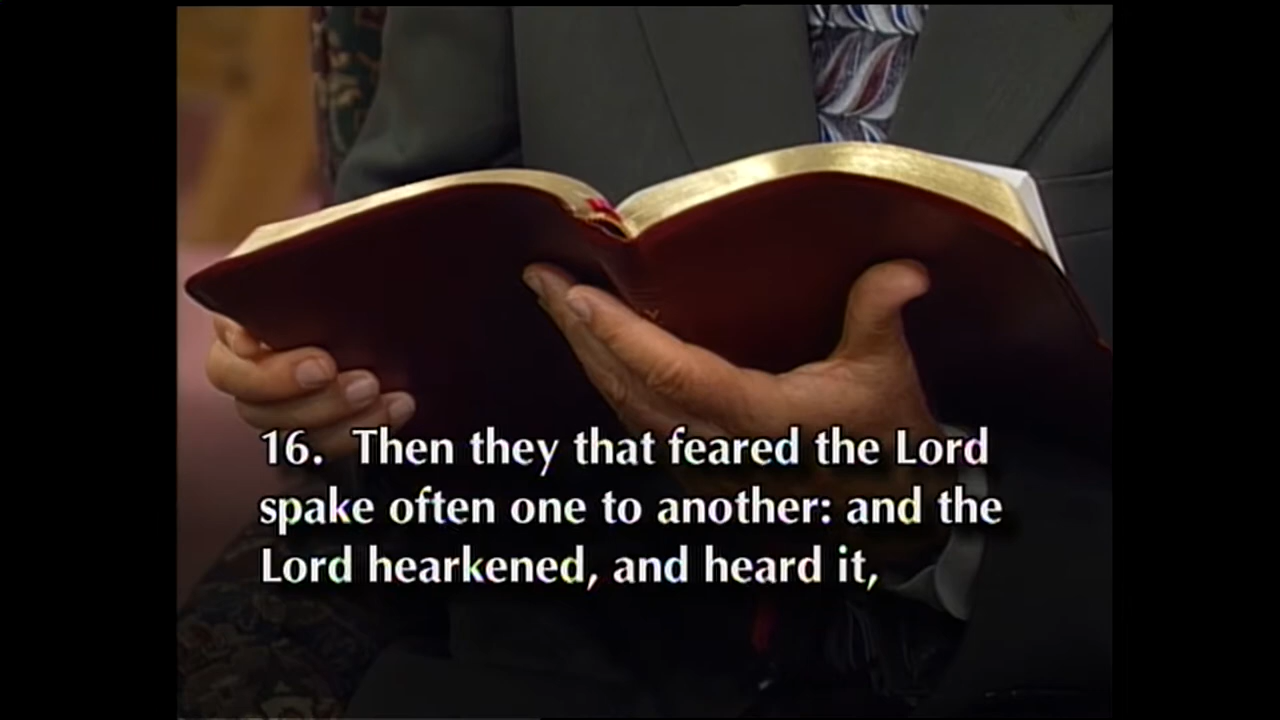 16. Then they that feared the Lord
spake often one to another: and the
Lord hearkened, and heard it,